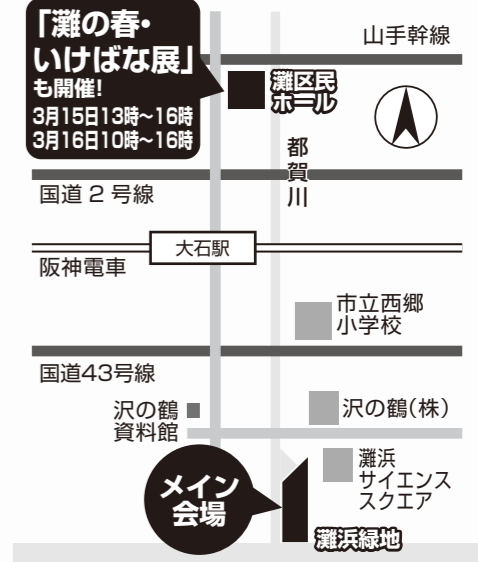 「灘の春・
いけばな展」
も開催!
3月15日13時〜16時
3月16日10時〜16時
山手幹線
灘区民
ホール
都賀川
国道2号線
大石駅
阪神電車
市立西郷
小学校
国道43号線
沢の鶴
資料館
沢の鶴(株)
灘浜
サイエンス
スクエア
メイン
会場
灘浜緑地